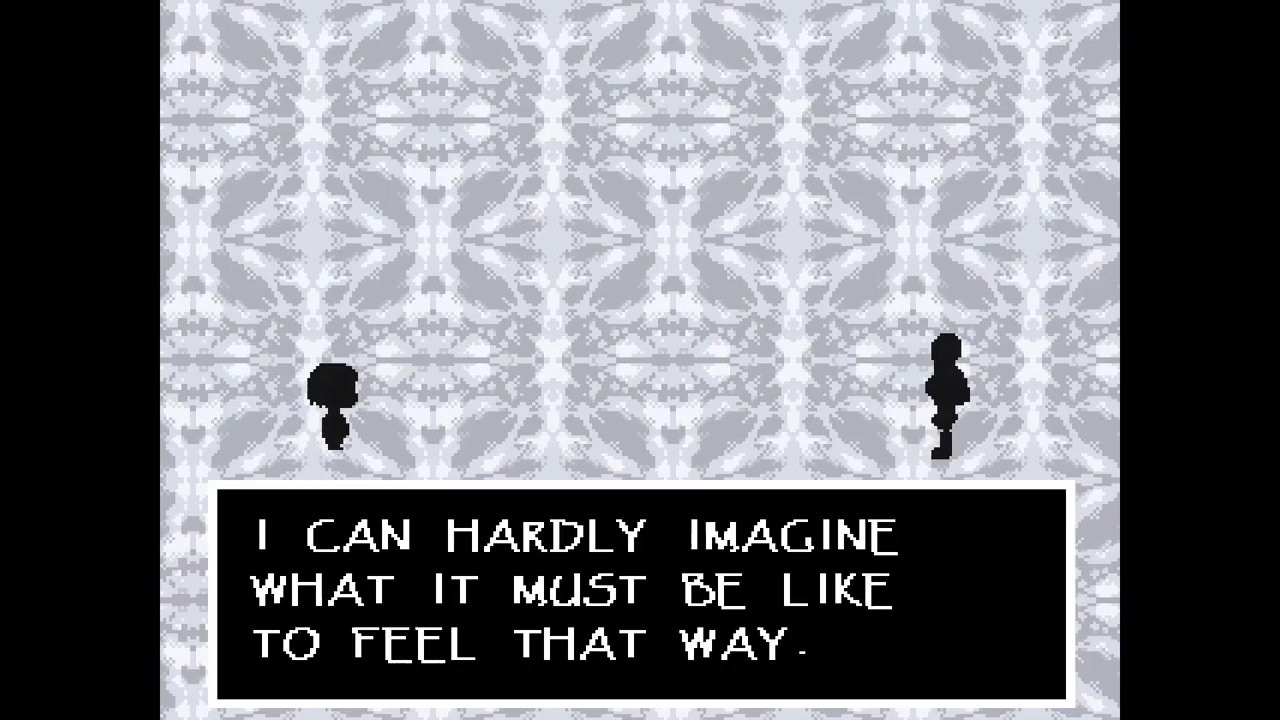 I CAN HARDLY IMAGINE
WHAT IT MUST BE LIKE
TO FEEL THAT WAY.